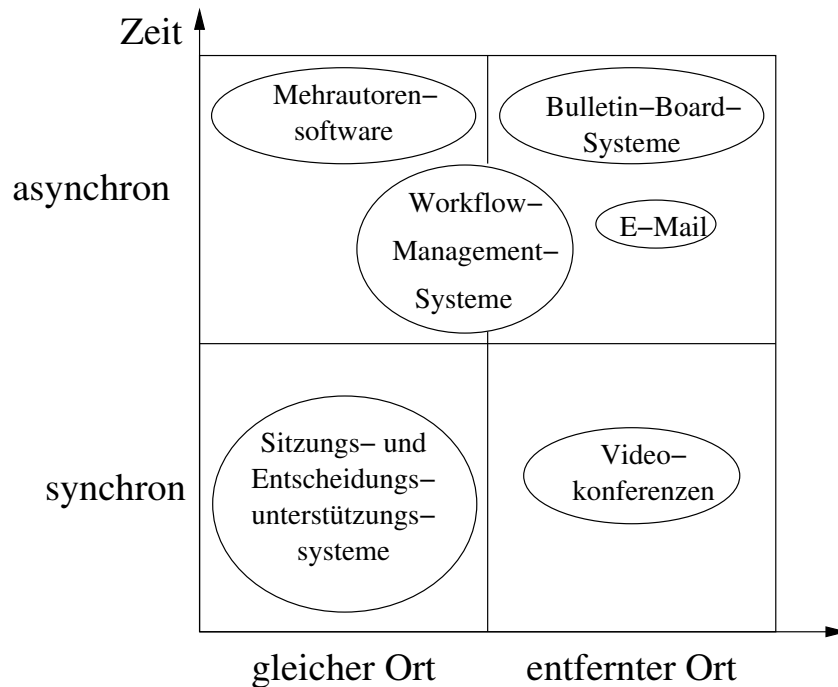 Zeit
Mehrautoren–
software
Bulletin–Board–
Systeme
asynchron
Workflow–
Management–
Systeme
E–Mail
synchron
Sitzungs– und
Entscheidungs–
unterstützungs–
systeme
Video–
konferenzen
gleicher Ort
entfernter Ort